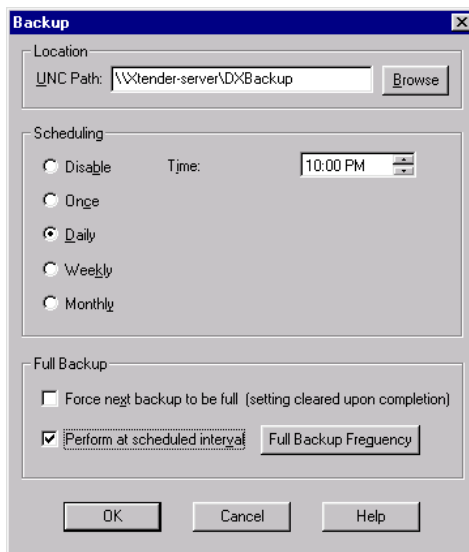 Backup
Location
UNC Path: \\Xtender-server\DXBackup Browse
Scheduling
Disable Time: 10:00 PM
Once
Daily
Weekly
Monthly
Full Backup
Force next backup to be full (setting cleared upon completion)
Perform at scheduled interval Full Backup Freguency
OK Cancel Help